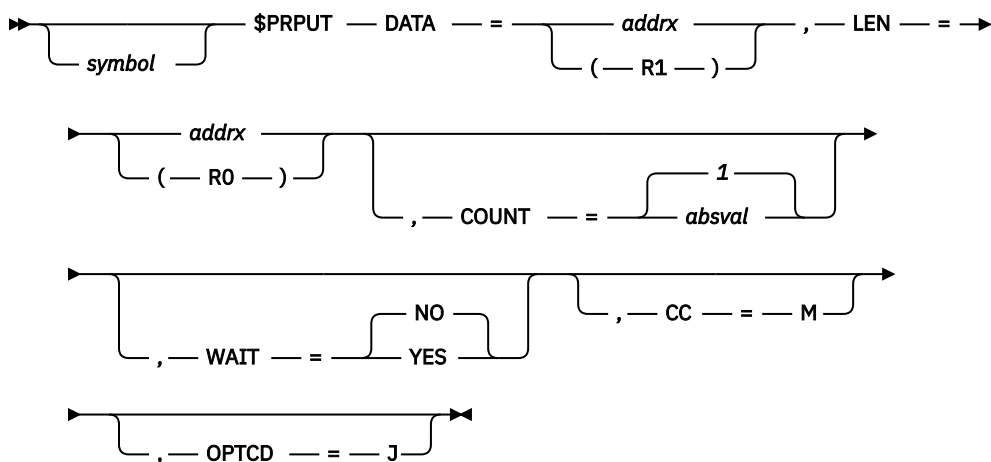 $PRPUT DATA = addrx , LEN =
symbol ( R1 )
addrx
( R0 )
1
, COUNT = absval
NO
, CC = M
, WAIT = YES
, OPTCD = J